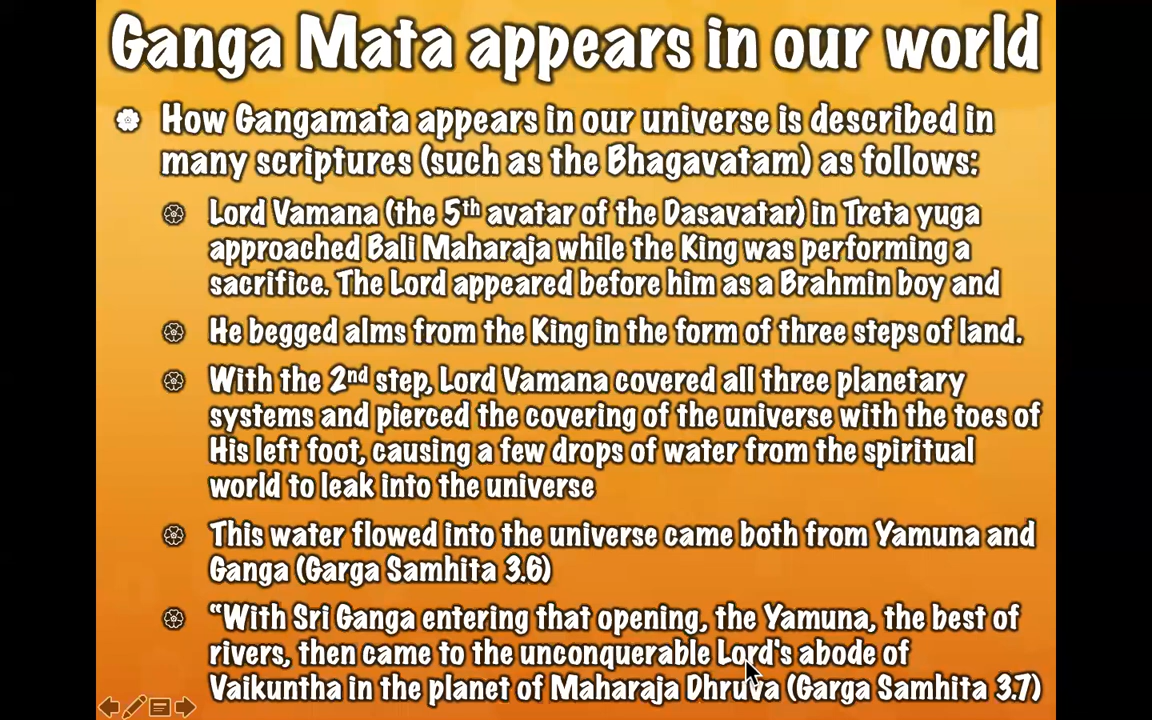 Ganga Mata appears in our world
How Gangamata appears in our universe is described in
many scriptures (such as the Bhagavatam) as follows:
Lord Vamana (the 5th avatar of the Dasavatar) in Treta yuga
approached Bali Maharaja while the King was performing a
sacrifice. The Lord appeared before him as a Brahmin boy and
He begged alms from the King in the form of three steps of land.
With the 2nd step, Lord Vamana covered all three planetary
systems and pierced the covering of the universe with the toes of
His left foot, causing a few drops of water from the spiritual
world to leak into the universe
This water flowed into the universe came both from Yamuna and
Ganga (Garga Samhita 3.6)
“With Sri Ganga entering that opening, the Yamuna, the best of
rivers, then came to the unconquerable Lord's abode of
Vaikuntha in the planet of Maharaja Dhruva (Garga Samhita 3.7)